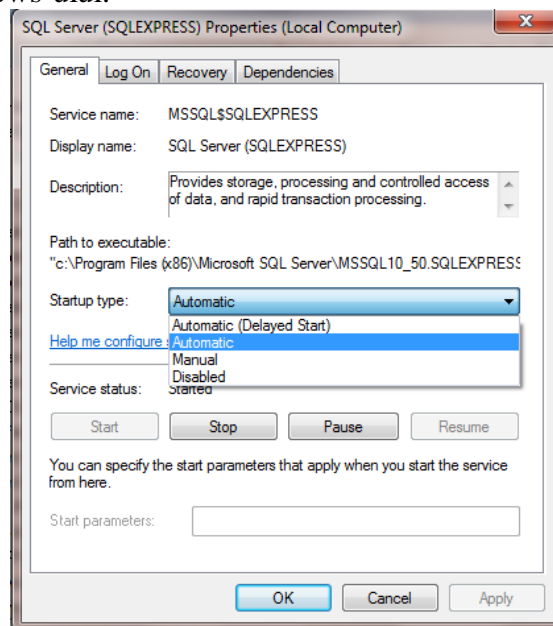 SQL Server (SQLEXPRESS) Properties (Local Computer)
General Log On Recovery Dependencies
Service name: MSSQL$SQLEXPRESS
Display name: SQL Server (SQLEXPRESS)
Description: Provides storage, processing and controlled access
of data, and rapid transaction processing.
Path to executable:
"c:\Program Files (x86)\Microsoft SQL Server\MSSQL10_50.SQLEXPRESS
Startup type: Automatic
Automatic (Delayed Start)
Help me configure Automatic
Manual
Disabled
Service status: Started
Start Stop Pause Resume
You can specify the start parameters that apply when you start the service
from here.
Start parameters:
OK Cancel Apply